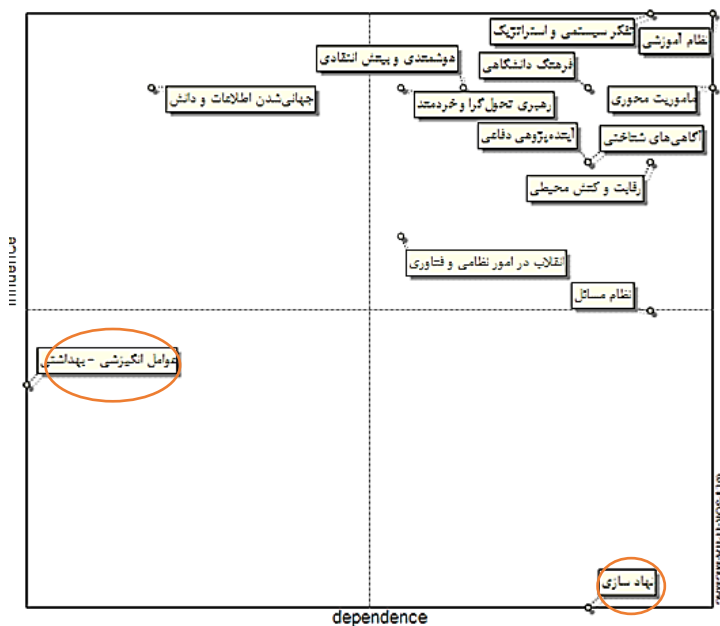 تفکر سیستمی و استراتژیک
نظام آموزشی
هوشمندی و بینش انتقادی
فرهنگ دانشگاهی
جهانی‌شدن اطلاعات و دانش
رهبری تحول‌گرا و خردمند
ماموریت محوری
آینده‌پژوهی دفاعی
آگاهی‌های شناختی
رقابت و کنش محیطی
انقلاب در امور نظامی و فناوری
نظام مسائل
عوامل انگیزشی - بهداشتی
نهاد سازی
influence
dependence